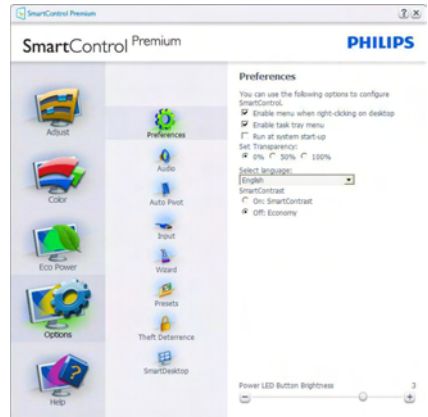 SmartControl Premium
SmartControl Premium
PHILIPS
Adjust
Color
Eco Power
Options
Help
Preferences
Audio
Auto Pivot
Input
Wizard
Presets
Theft Deterrence
SmartDesktop
Preferences
You can use the following options to configure
SmartControl.
Enable menu when right-clicking on desktop
Enable task tray menu
Run at system start-up
Set Transparency:
0% 50% 100%
Select language:
English
SmartContrast
On: SmartContrast
Off: Economy
Power LED Button Brightness 3